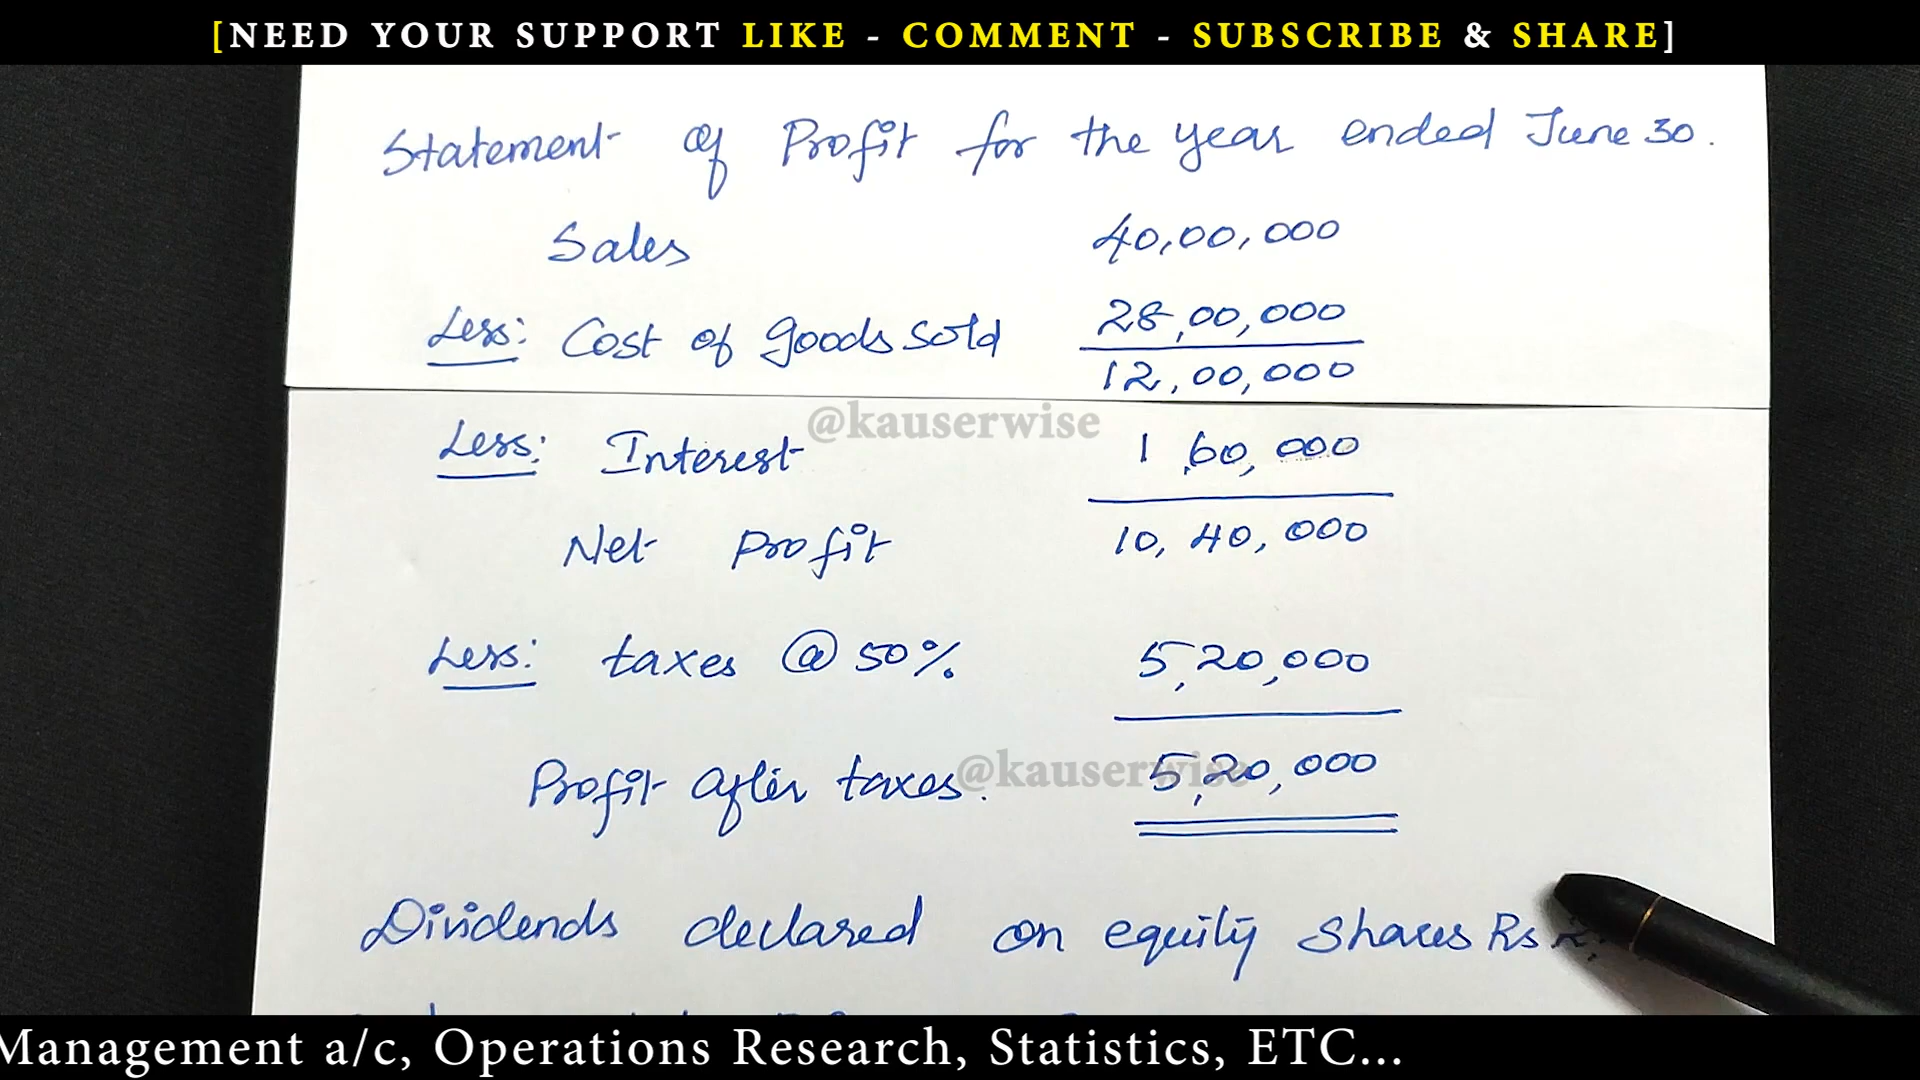 [NEED YOUR SUPPORT LIKE - COMMENT - SUBSCRIBE & SHARE]
Statement of Profit for the year ended June 30.
Sales 40,00,000
Less: Cost of goods sold 28,00,000
12,00,000
@kauserwise
Less: Interest 1,60,000
Net Profit 10,40,000
Less: taxes @ 50% 5,20,000
Profit after taxes. 5,20,000
@kauserwise
Dividends declared on equity shares Rs
Management a/c, Operations Research, Statistics, ETC...